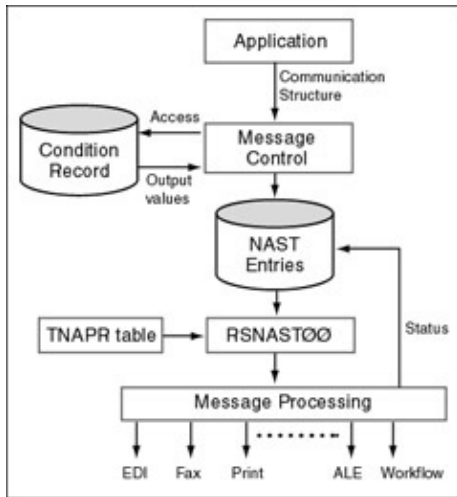 Application
Communication
Structure
Access
Condition
Record
Message
Control
Output
values
NAST
Entries
TNAPR table
RSNASTØØ
Status
Message Processing
EDI
Fax
Print
ALE
Workflow